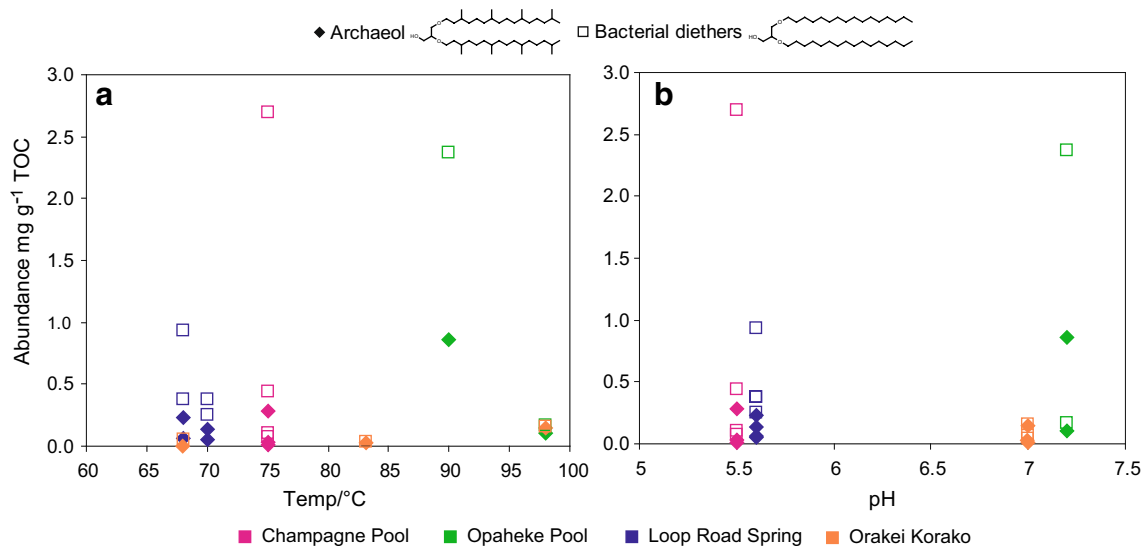 Archaeol HO O O Bacterial diethers HO O O
a b
3.0 3.0
2.5 2.5
2.0 2.0
1.5 1.5
1.0 1.0
0.5 0.5
0.0 0.0
Abundance mg g⁻¹ TOC
60 65 70 75 80 85 90 95 100 5 5.5 6 6.5 7 7.5
Temp/°C pH
Champagne Pool Opaheke Pool Loop Road Spring Orakei Korako